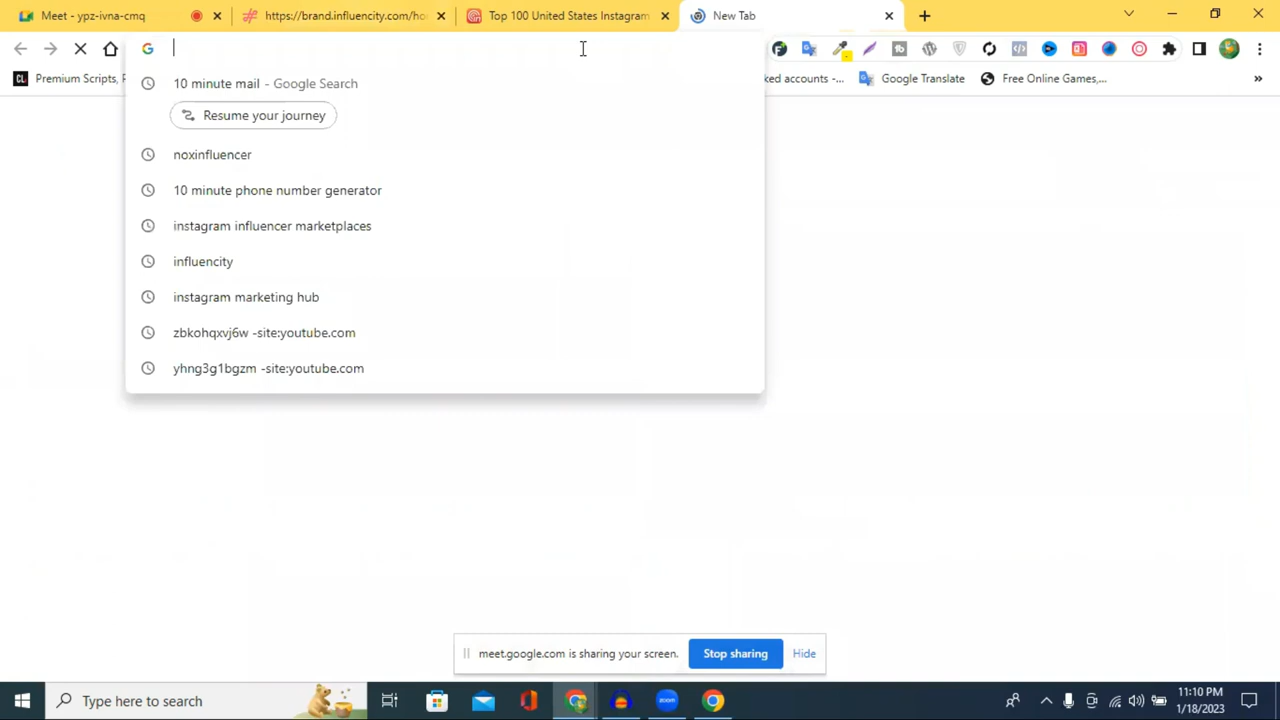 Meet - ypz-ivna-cmq
https://brand.influencity.com/ho
Top 100 United States Instagram
New Tab
Premium Scripts, P
ked accounts -...
Google Translate
Free Online Games,...
»
10 minute mail - Google Search
Resume your journey
noxinfluencer
10 minute phone number generator
instagram influencer marketplaces
influencity
instagram marketing hub
zbkohqxvj6w -site:youtube.com
yhng3g1bgzm -site:youtube.com
meet.google.com is sharing your screen.
Stop sharing
Hide
Type here to search
zoom
11:10 PM
1/18/2023